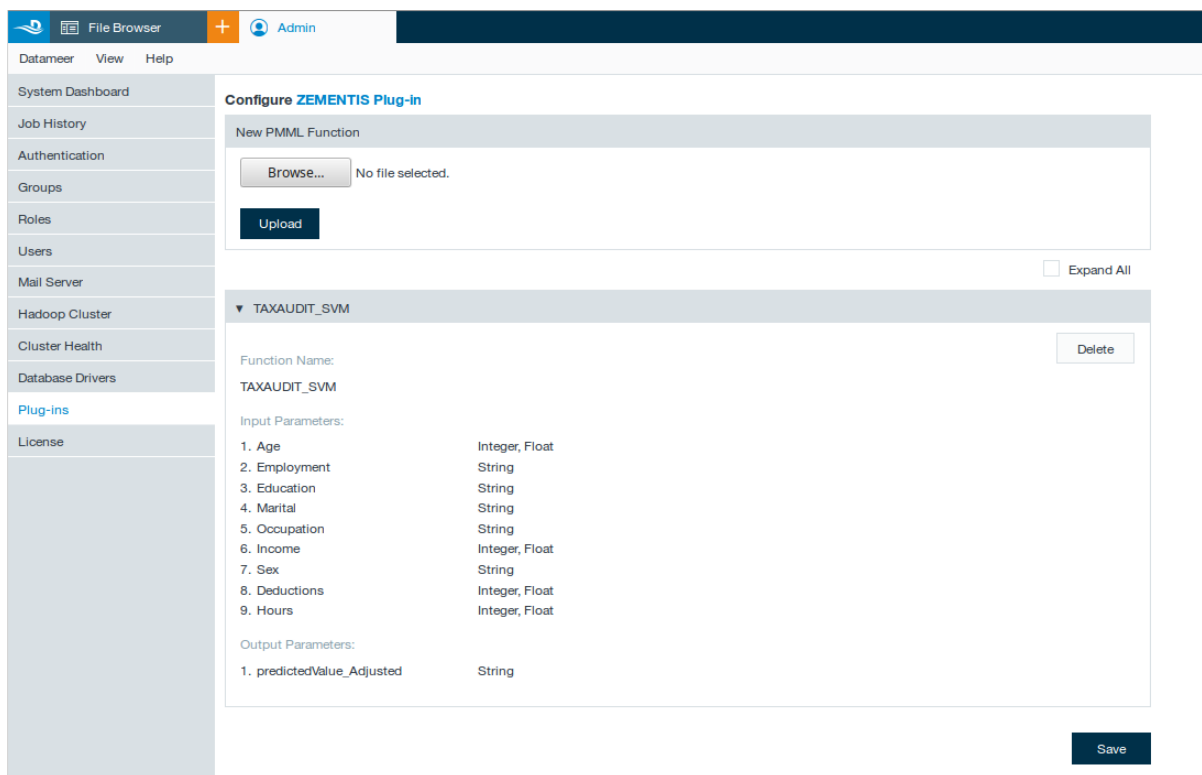 File Browser
+
Admin
Datameer View Help
System Dashboard
Job History
Authentication
Groups
Roles
Users
Mail Server
Hadoop Cluster
Cluster Health
Database Drivers
Plug-ins
License
Configure ZEMENTIS Plug-in
New PMML Function
Browse... No file selected.
Upload
Expand All
▼ TAXAUDIT_SVM
Delete
Function Name:
TAXAUDIT_SVM
Input Parameters:
1. Age Integer, Float
2. Employment String
3. Education String
4. Marital String
5. Occupation String
6. Income Integer, Float
7. Sex String
8. Deductions Integer, Float
9. Hours Integer, Float
Output Parameters:
1. predictedValue_Adjusted String
Save